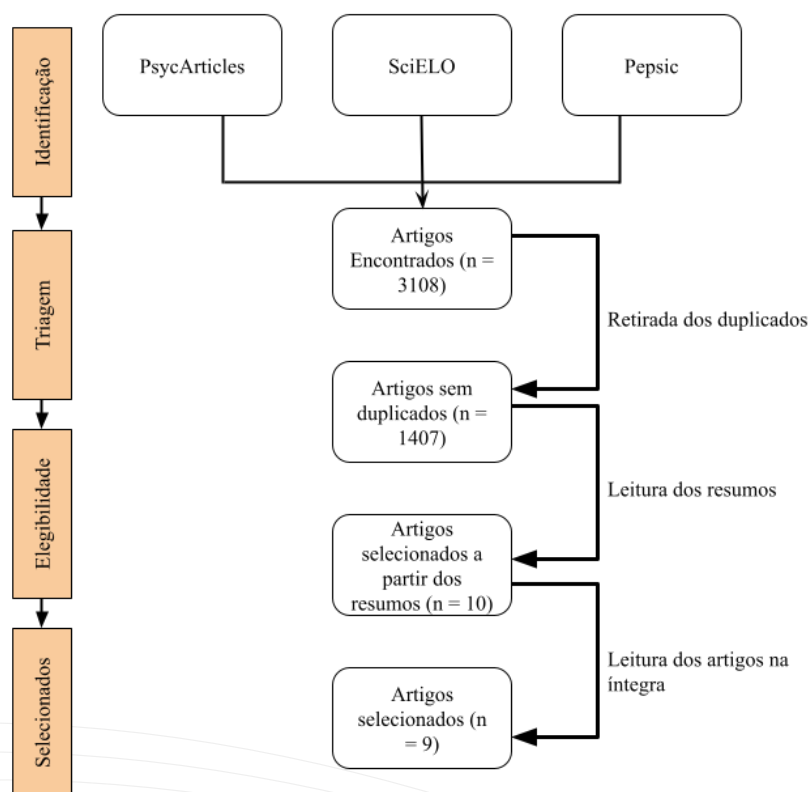 Identificação
PsycArticles
SciELO
Pepsic
Triagem
Artigos
Encontrados (n =
3108)
Retirada dos duplicados
Artigos sem
duplicados (n =
1407)
Elegibilidade
Leitura dos resumos
Artigos
selecionados a
partir dos
resumos (n = 10)
Selecionados
Leitura dos artigos na
íntegra
Artigos
selecionados (n
= 9)